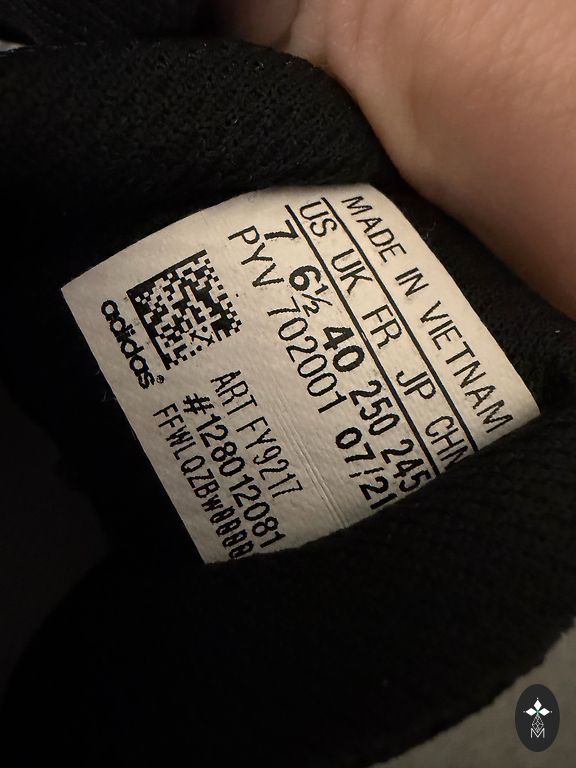 MADE IN VIETNAM
US UK FR JP CHN
7 6½ 40 250 245
PYV 702001 07/21
adidas®
ART FY9217
#128012081